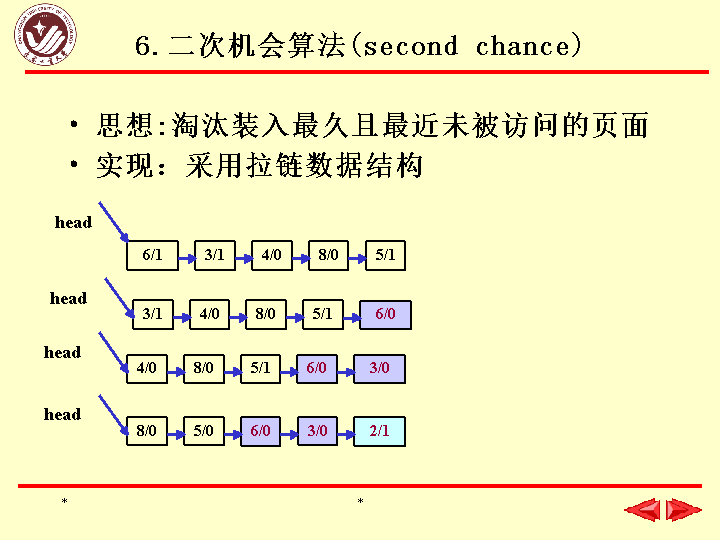 6.二次机会算法(second chance)
• 思想:淘汰装入最久且最近未被访问的页面
• 实现：采用拉链数据结构
head
6/1 3/1 4/0 8/0 5/1
head
3/1 4/0 8/0 5/1 6/0
head
4/0 8/0 5/1 6/0 3/0
head
8/0 5/0 6/0 3/0 2/1
* *